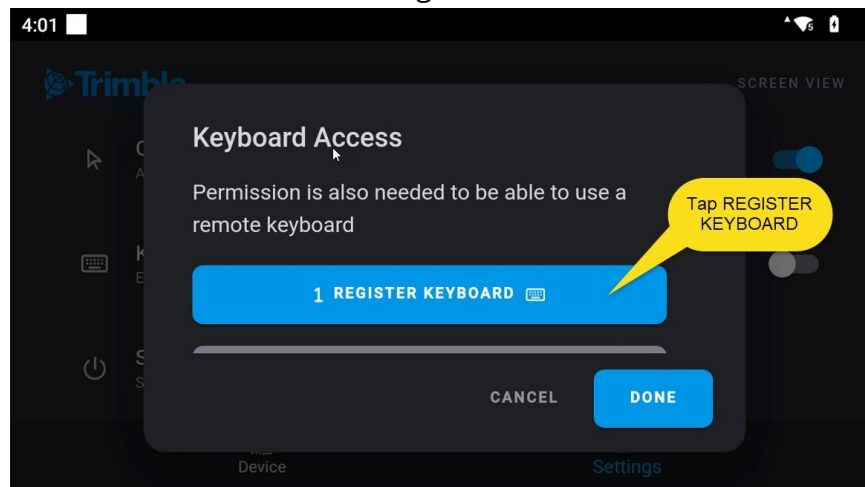 4:01
5
Trimble
SCREEN VIEW
Keyboard Access
C
A
Permission is also needed to be able to use a
remote keyboard
Tap REGISTER
KEYBOARD
K
E
1 REGISTER KEYBOARD
S
S
CANCEL
DONE
Device
Settings